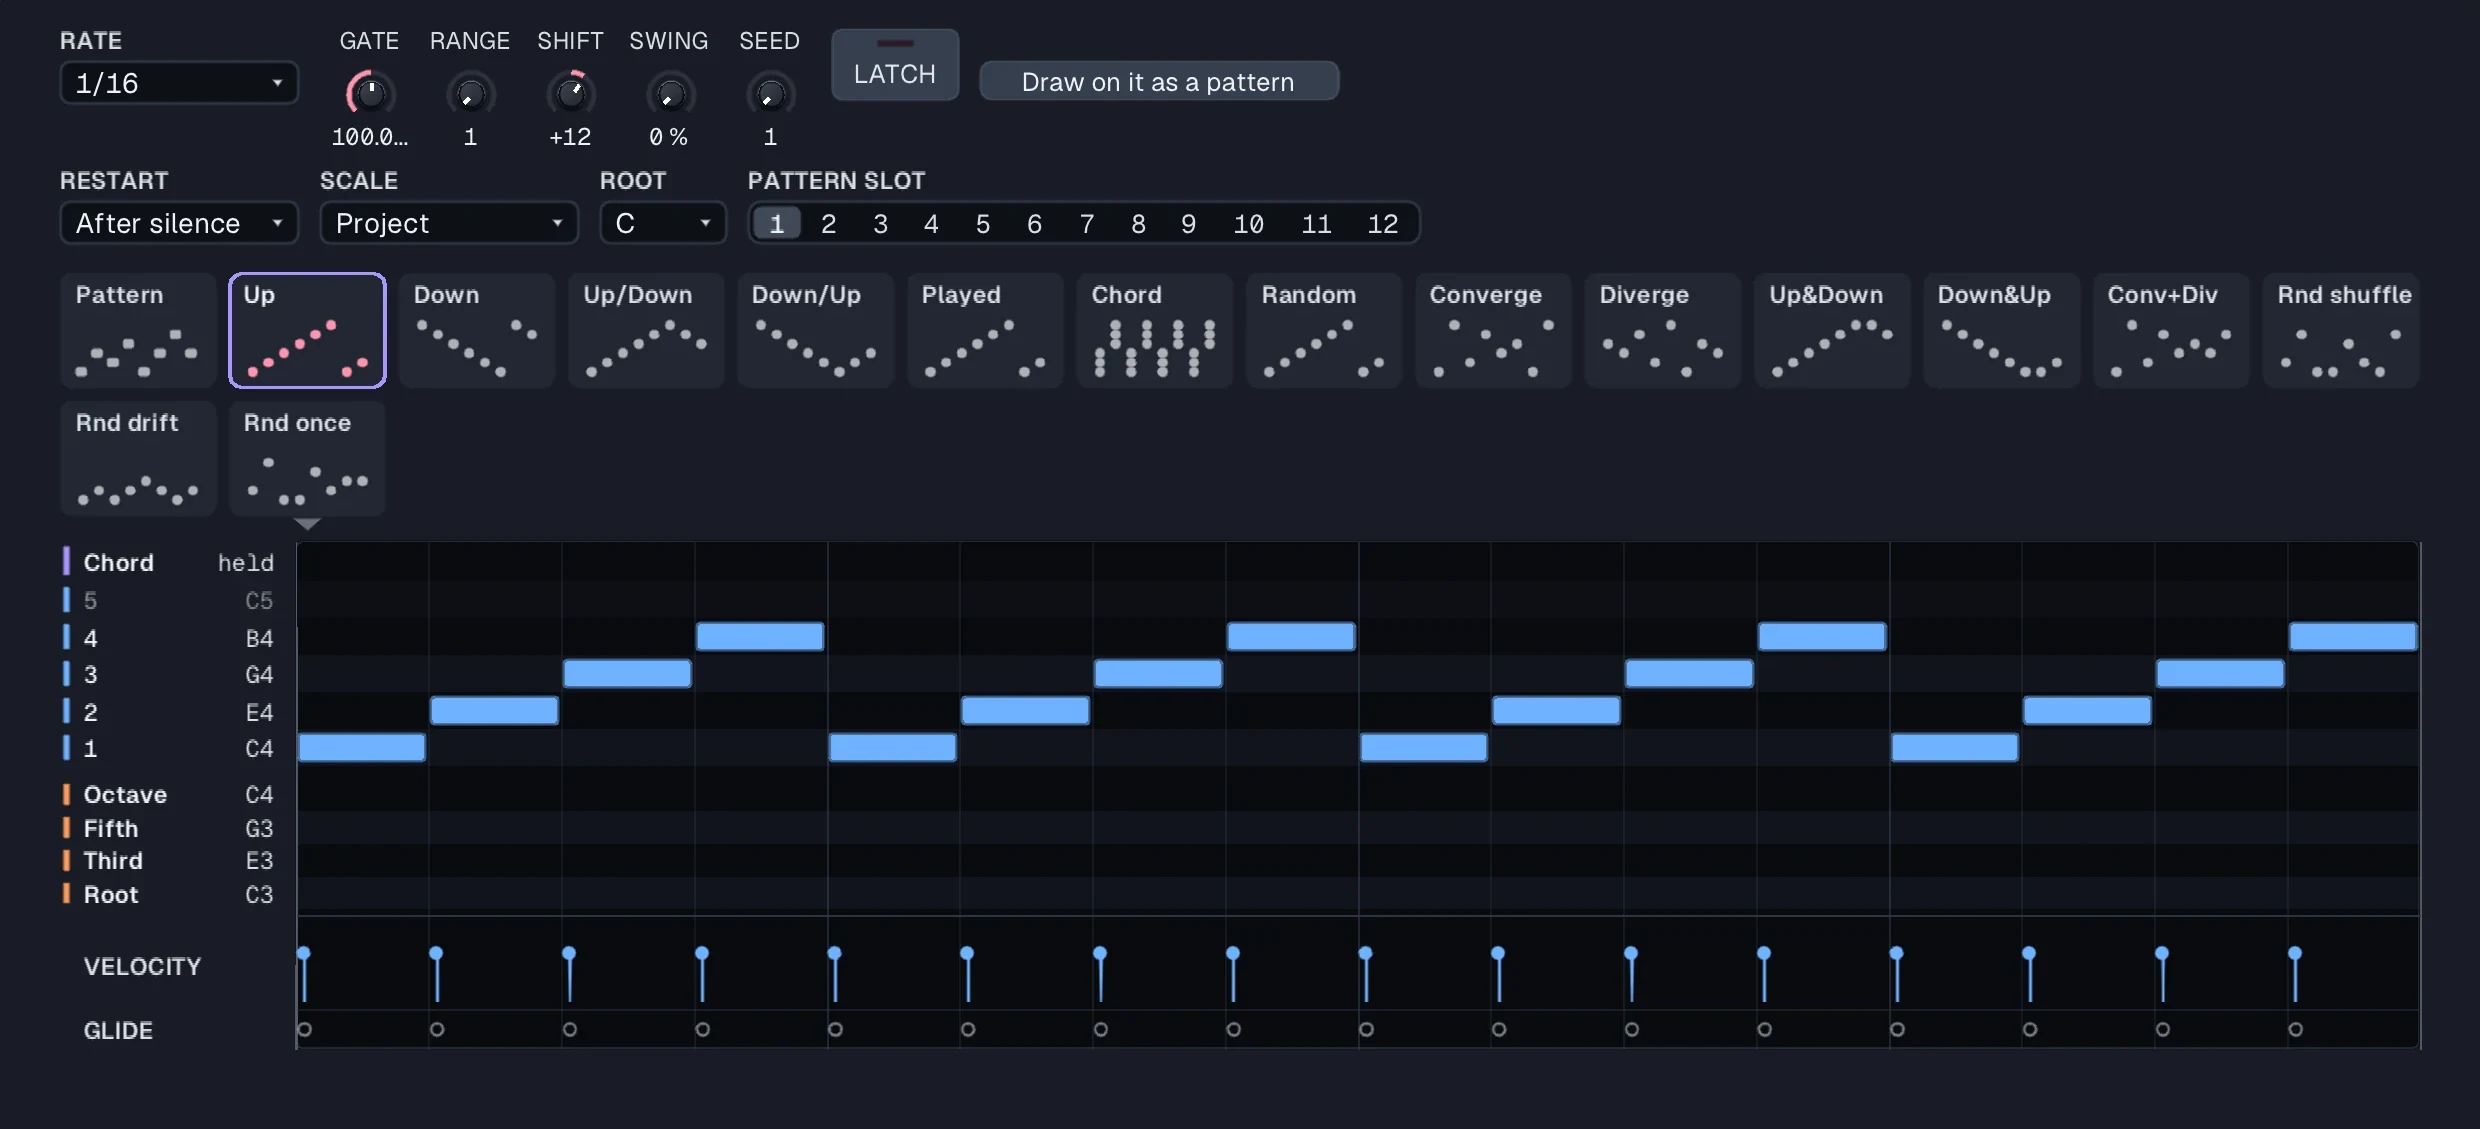 RATE GATE RANGE SHIFT SWING SEED
1/16 LATCH Draw on it as a pattern
100.0... 1 +12 0 % 1
RESTART SCALE ROOT PATTERN SLOT
After silence Project C 1 2 3 4 5 6 7 8 9 10 11 12
Pattern Up Down Up/Down Down/Up Played Chord Random Converge Diverge Up&Down Down&Up Conv+Div Rnd shuffle
Rnd drift Rnd once
Chord held
5 C5
4 B4
3 G4
2 E4
1 C4
Octave C4
Fifth G3
Third E3
Root C3
VELOCITY
GLIDE